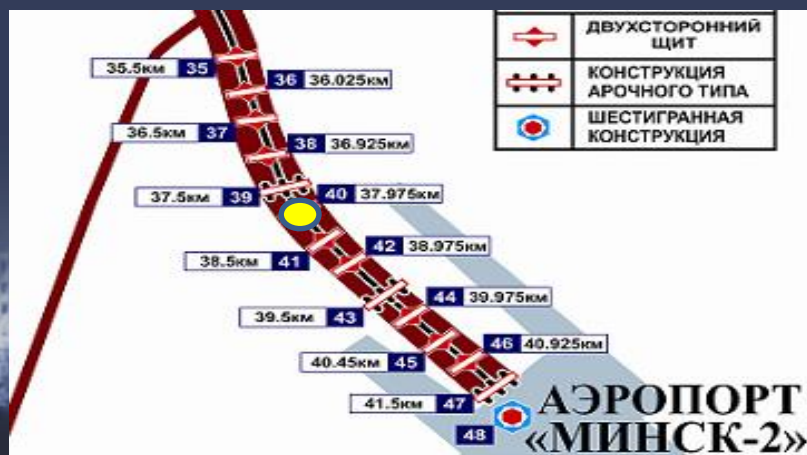 ДВУХСТОРОННИЙ
ЩИТ
КОНСТРУКЦИЯ
АРОЧНОГО ТИПА
ШЕСТИГРАННАЯ
КОНСТРУКЦИЯ
35.5км 35
36 36.025км
36.5км 37
38 36.925км
37.5км 39
40 37.975км
38.5км 41
42 38.975км
39.5км 43
44 39.975км
40.45км 45
46 40.925км
41.5км 47
48
АЭРОПОРТ
«МИНСК-2»